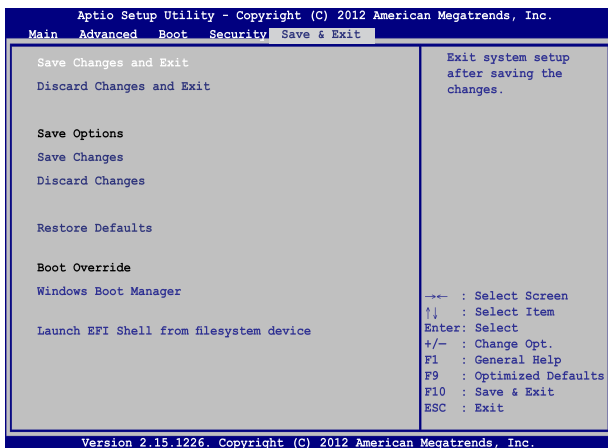 Aptio Setup Utility - Copyright (C) 2012 American Megatrends, Inc.
Main Advanced Boot Security Save & Exit
Save Changes and Exit
Discard Changes and Exit
Save Options
Save Changes
Discard Changes
Restore Defaults
Boot Override
Windows Boot Manager
Launch EFI Shell from filesystem device
Exit system setup
after saving the
changes.
→← : Select Screen
↑↓ : Select Item
Enter: Select
+/— : Change Opt.
F1 : General Help
F9 : Optimized Defaults
F10 : Save & Exit
ESC : Exit
Version 2.15.1226. Copyright (C) 2012 American Megatrends, Inc.